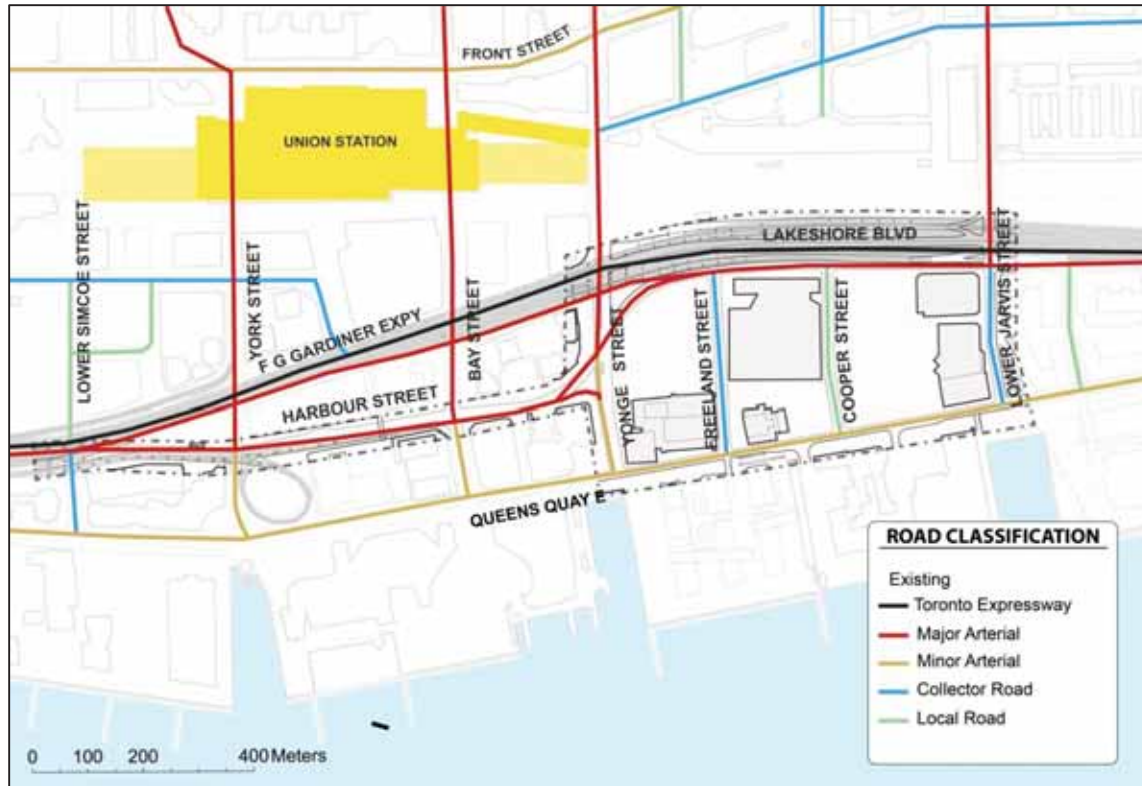 FRONT STREET
UNION STATION
LAKESHORE BLVD
LOWER SIMCOE STREET
YORK STREET
F G GARDINER EXPY
BAY STREET
HARBOUR STREET
YONGE STREET
FREELAND STREET
COOPER STREET
LOWER JARVIS STREET
QUEENS QUAY E
ROAD CLASSIFICATION
Existing
Toronto Expressway
Major Arterial
Minor Arterial
Collector Road
Local Road
0 100 200 400 Meters